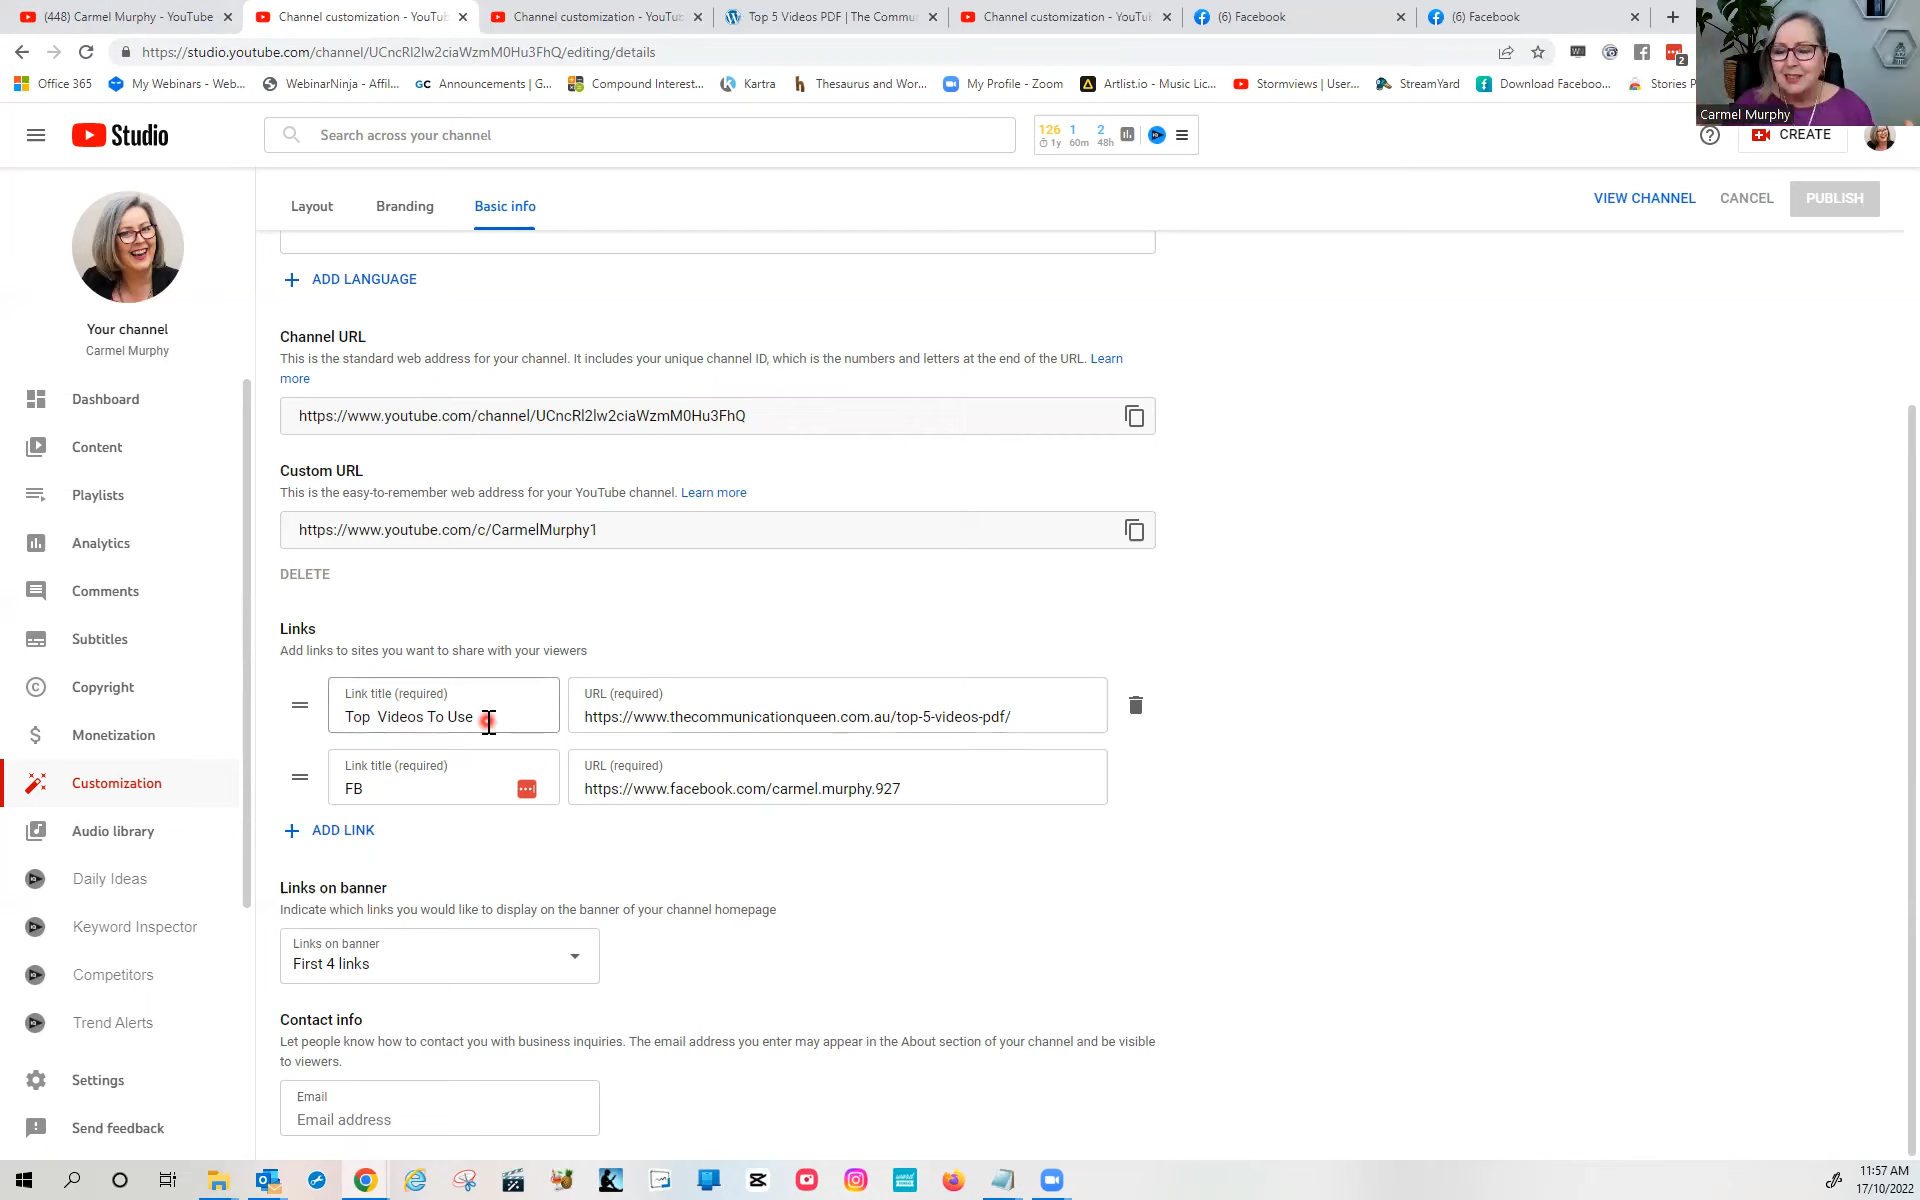 (448) Carmel Murphy - YouTube
Channel customization - YouTub
Channel customization - YouTub
Top 5 Videos PDF | The Commu
Channel customization - YouTub
(6) Facebook
(6) Facebook
https://studio.youtube.com/channel/UCncRl2lw2ciaWzmM0Hu3FhQ/editing/details
Office 365
My Webinars - Web...
WebinarNinja - Affil...
GC Announcements | G...
Compound Interest...
Kartra
Thesaurus and Wor...
My Profile - Zoom
Artlist.io - Music Lic...
Stormviews | User...
StreamYard
Download Faceboo...
Stories P
Carmel Murphy
Studio
Search across your channel
126 1 2
1y 60m 48h
CREATE
Layout
Branding
Basic info
VIEW CHANNEL
CANCEL
PUBLISH
Your channel
Carmel Murphy
Dashboard
Content
Playlists
Analytics
Comments
Subtitles
Copyright
Monetization
Customization
Audio library
Daily Ideas
Keyword Inspector
Competitors
Trend Alerts
Settings
Send feedback
ADD LANGUAGE
Channel URL
This is the standard web address for your channel. It includes your unique channel ID, which is the numbers and letters at the end of the URL. Learn
more
https://www.youtube.com/channel/UCncRl2lw2ciaWzmM0Hu3FhQ
Custom URL
This is the easy-to-remember web address for your YouTube channel. Learn more
https://www.youtube.com/c/CarmelMurphy1
DELETE
Links
Add links to sites you want to share with your viewers
Link title (required)
Top Videos To Use
URL (required)
https://www.thecommunicationqueen.com.au/top-5-videos-pdf/
Link title (required)
FB
URL (required)
https://www.facebook.com/carmel.murphy.927
ADD LINK
Links on banner
Indicate which links you would like to display on the banner of your channel homepage
Links on banner
First 4 links
Contact info
Let people know how to contact you with business inquiries. The email address you enter may appear in the About section of your channel and be visible
to viewers.
Email
Email address
11:57 AM
17/10/2022